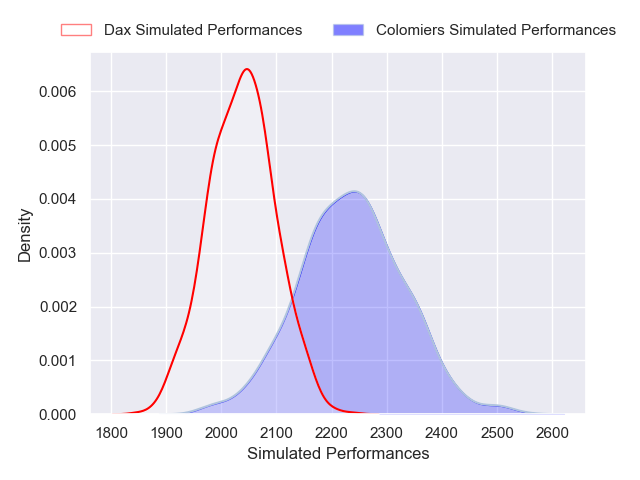 Dax Simulated Performances Colomiers Simulated Performances
0.006
0.005
0.004
0.003
0.002
0.001
0.000
Density
1800 1900 2000 2100 2200 2300 2400 2500 2600
Simulated Performances